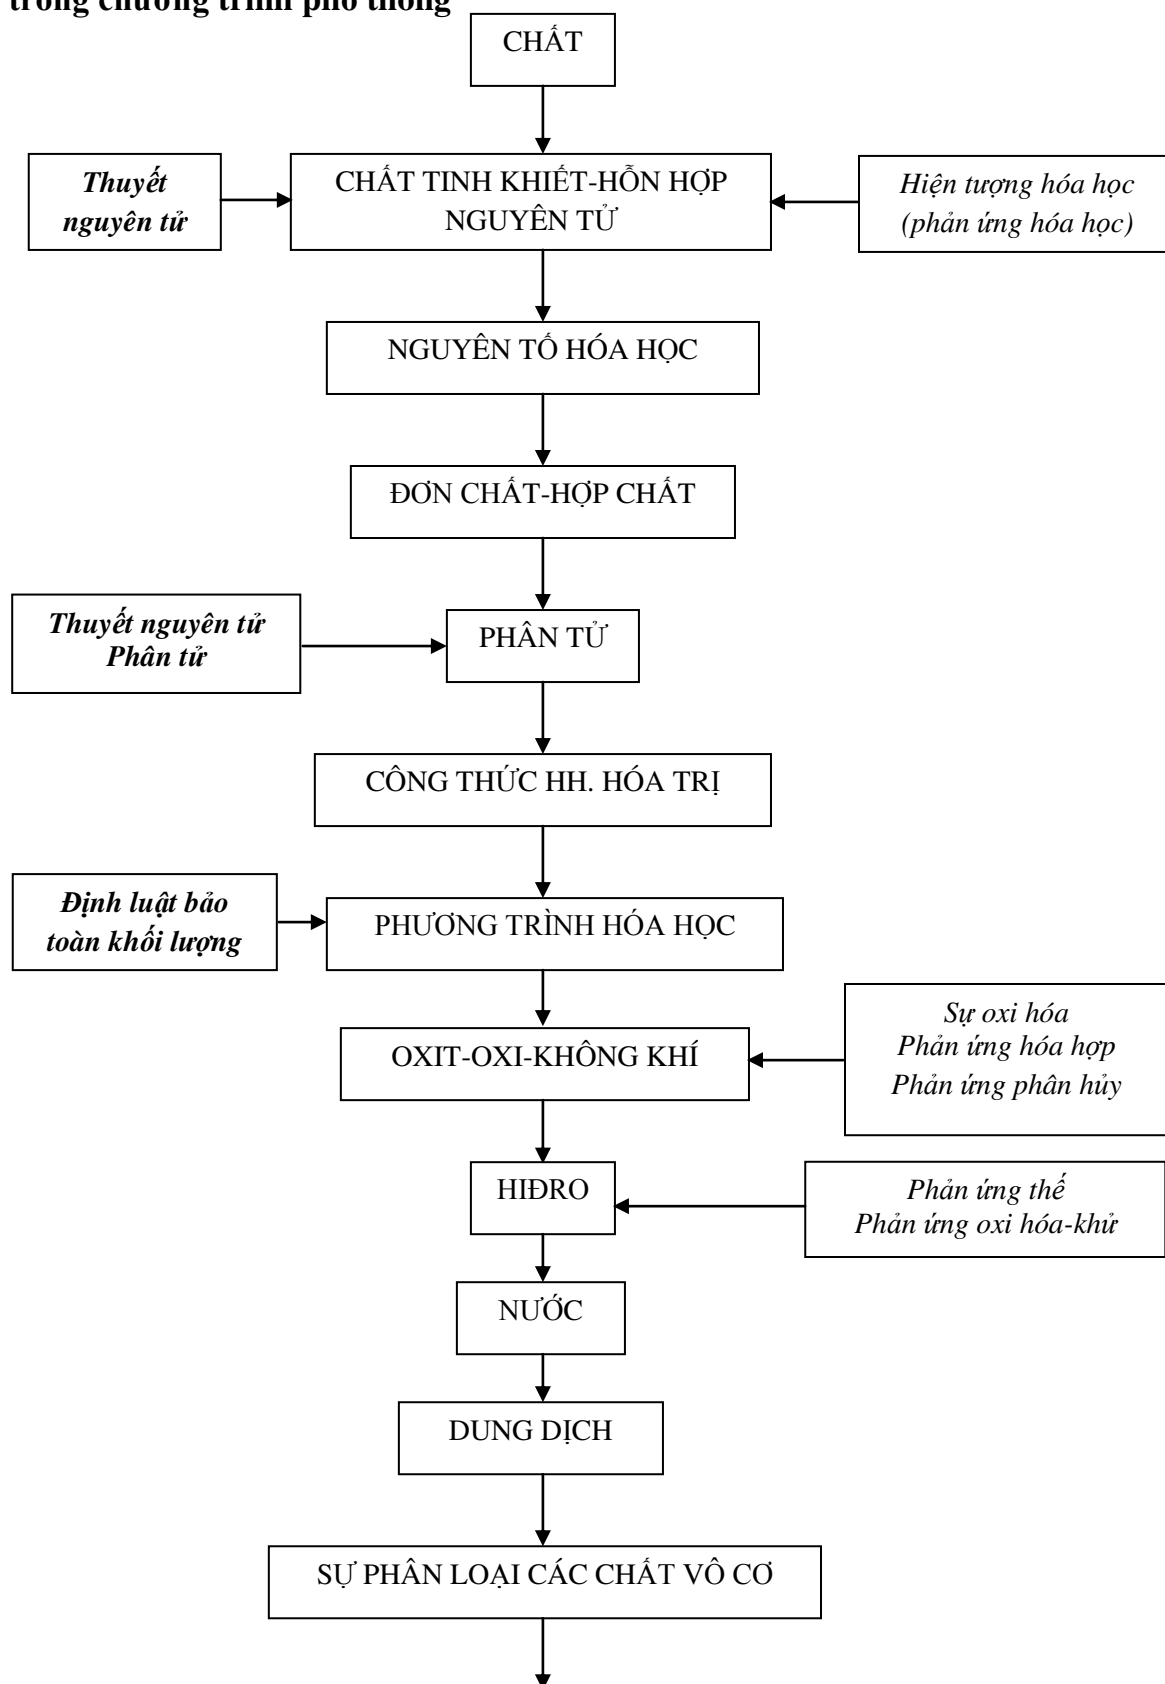 trong chương trình phổ thông
CHẤT
Thuyết
nguyên tử
CHẤT TINH KHIẾT-HỖN HỢP
NGUYÊN TỬ
Hiện tượng hóa học
(phản ứng hóa học)
NGUYÊN TỐ HÓA HỌC
ĐƠN CHẤT-HỢP CHẤT
Thuyết nguyên tử
Phân tử
PHÂN TỬ
CÔNG THỨC HH. HÓA TRỊ
Định luật bảo
toàn khối lượng
PHƯƠNG TRÌNH HÓA HỌC
OXIT-OXI-KHÔNG KHÍ
Sự oxi hóa
Phản ứng hóa hợp
Phản ứng phân hủy
HIĐRO
Phản ứng thế
Phản ứng oxi hóa-khử
NƯỚC
DUNG DỊCH
SỰ PHÂN LOẠI CÁC CHẤT VÔ CƠ